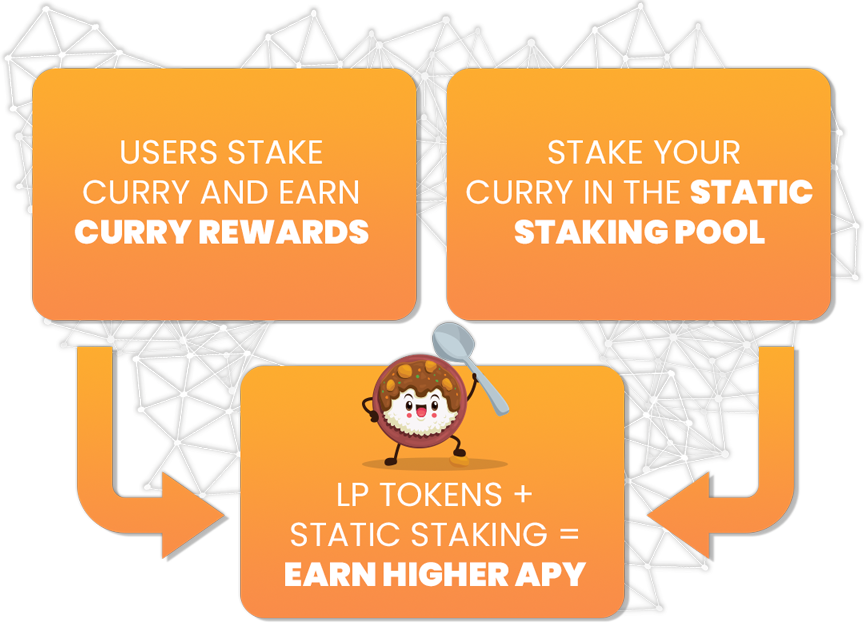 USERS STAKE
CURRY AND EARN
CURRY REWARDS
STAKE YOUR
CURRY IN THE STATIC
STAKING POOL
LP TOKENS +
STATIC STAKING =
EARN HIGHER APY